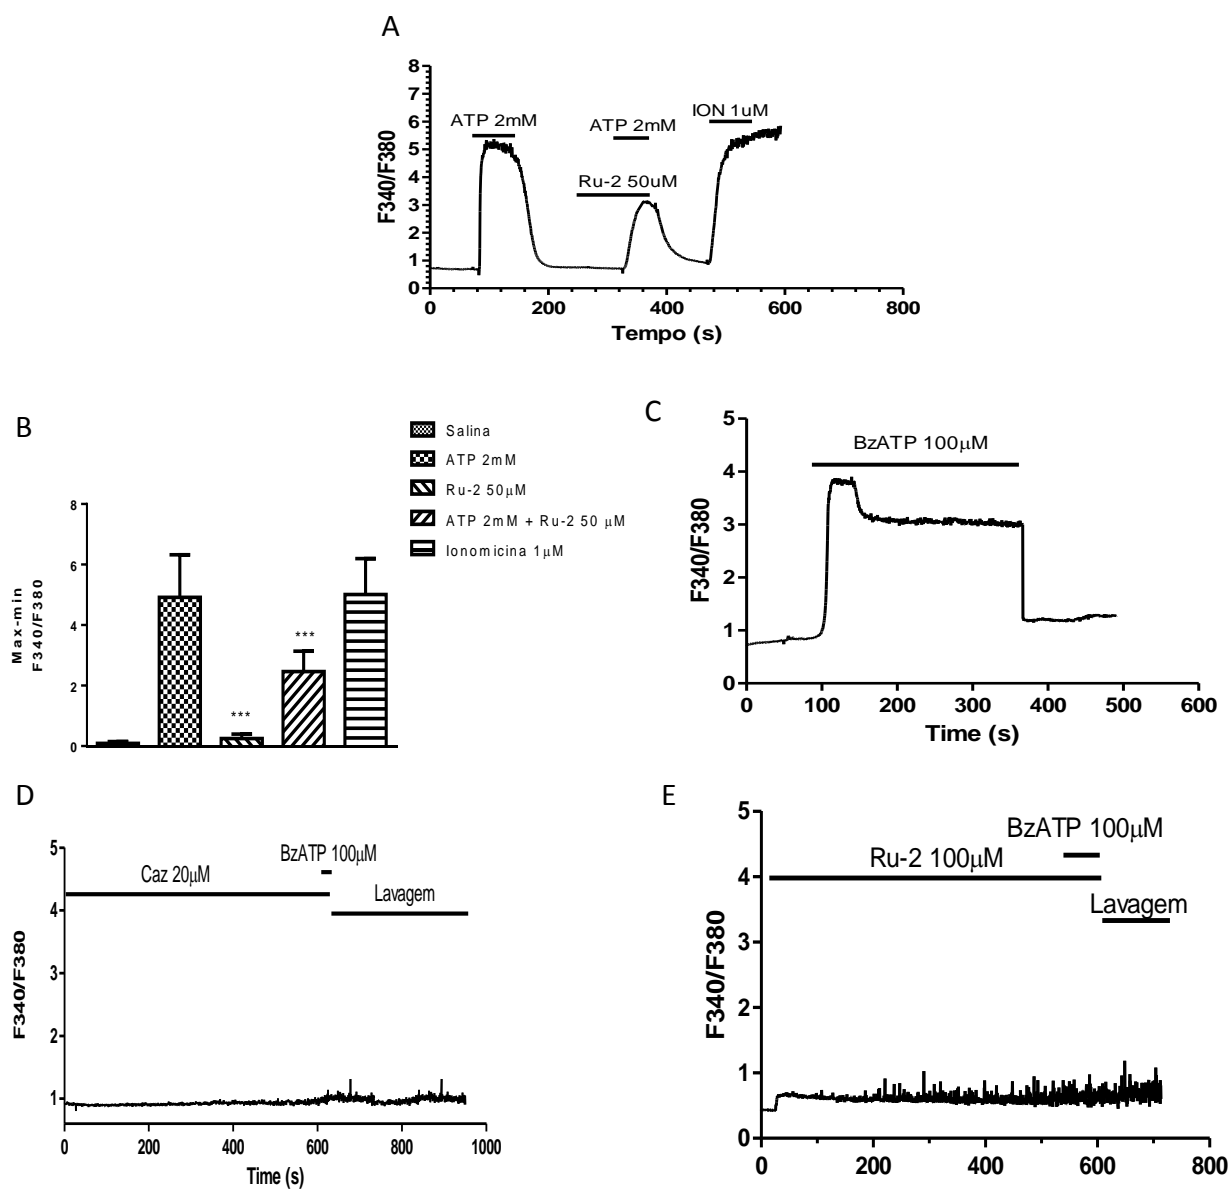 A
8
7
6
5
4
3
2
1
0
F340/F380
ATP 2mM
ATP 2mM
ION 1uM
Ru-2 50uM
0 200 400 600 800
Tempo (s)
B
Max-min
F340/F380
8
6
4
2
0
***
***
Salina
ATP 2mM
Ru-2 50μM
ATP 2mM + Ru-2 50 μM
Ionomicina 1μM
C
5
4
3
2
1
0
F340/F380
BzATP 100μM
0 100 200 300 400 500 600
Time (s)
D
5
4
3
2
1
F340/F380
BzATP 100μM
Caz 20μM
Lavagem
0 200 400 600 800 1000
Time (s)
E
5
4
3
2
1
0
F340/F380
BzATP 100μM
Ru-2 100μM
Lavagem
0 200 400 600 800